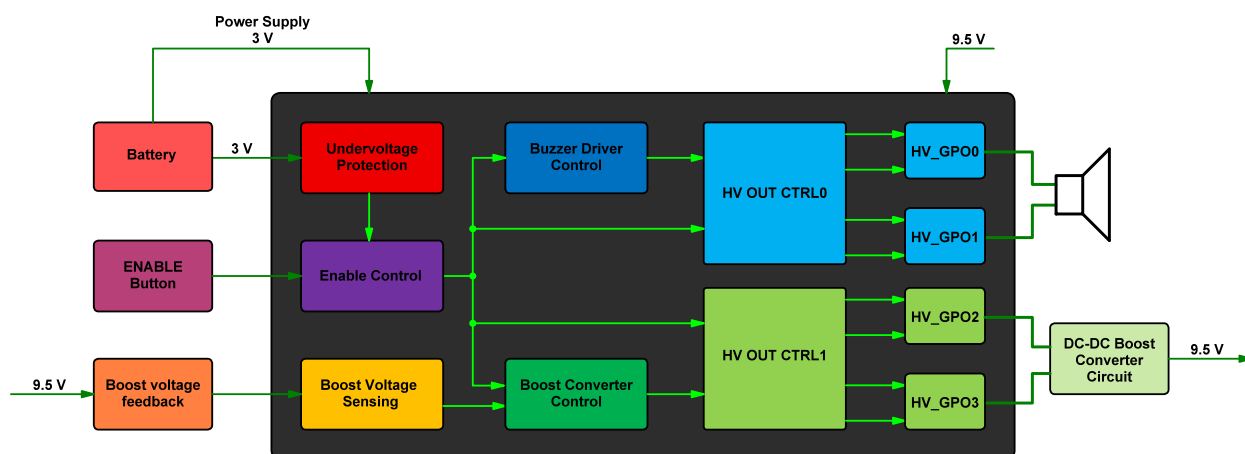 Power Supply
3 V
9.5 V
Battery
3 V
Undervoltage
Protection
Buzzer Driver
Control
HV OUT CTRL0
HV_GPO0
HV_GPO1
ENABLE
Button
Enable Control
HV_GPO2
HV OUT CTRL1
DC-DC Boost
Converter
Circuit
9.5 V
9.5 V
Boost voltage
feedback
Boost Voltage
Sensing
Boost Converter
Control
HV_GPO3